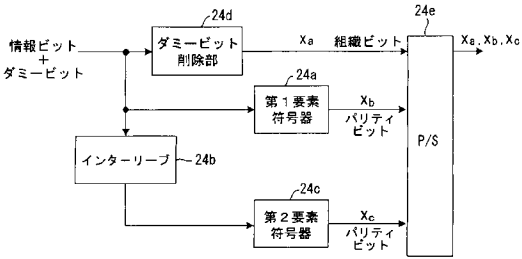 24d
24e
情報ビット
+
ダミービット
ダミービット
削除部
Xa
組織ビット
Xa, Xb, Xc
24a
第1要素
符号器
Xb
パリティ
ビット
P/S
インターリーブ
24b
24c
第2要素
符号器
Xc
パリティ
ビット